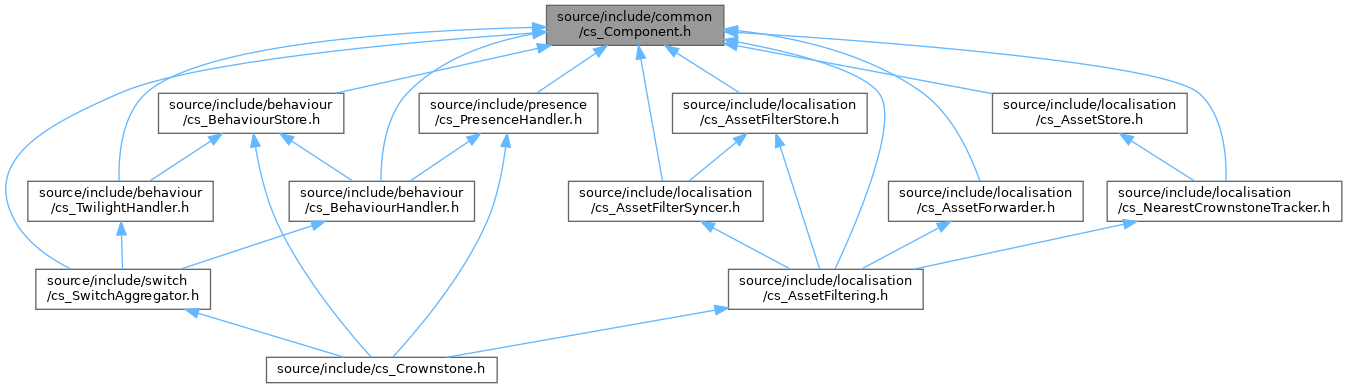 source/include/common
/cs_Component.h
source/include/behaviour
/cs_BehaviourStore.h
source/include/presence
/cs_PresenceHandler.h
source/include/localisation
/cs_AssetFilterStore.h
source/include/localisation
/cs_AssetStore.h
source/include/behaviour
/cs_TwilightHandler.h
source/include/behaviour
/cs_BehaviourHandler.h
source/include/localisation
/cs_AssetFilterSyncer.h
source/include/localisation
/cs_AssetForwarder.h
source/include/localisation
/cs_NearestCrownstoneTracker.h
source/include/switch
/cs_SwitchAggregator.h
source/include/localisation
/cs_AssetFiltering.h
source/include/cs_Crownstone.h